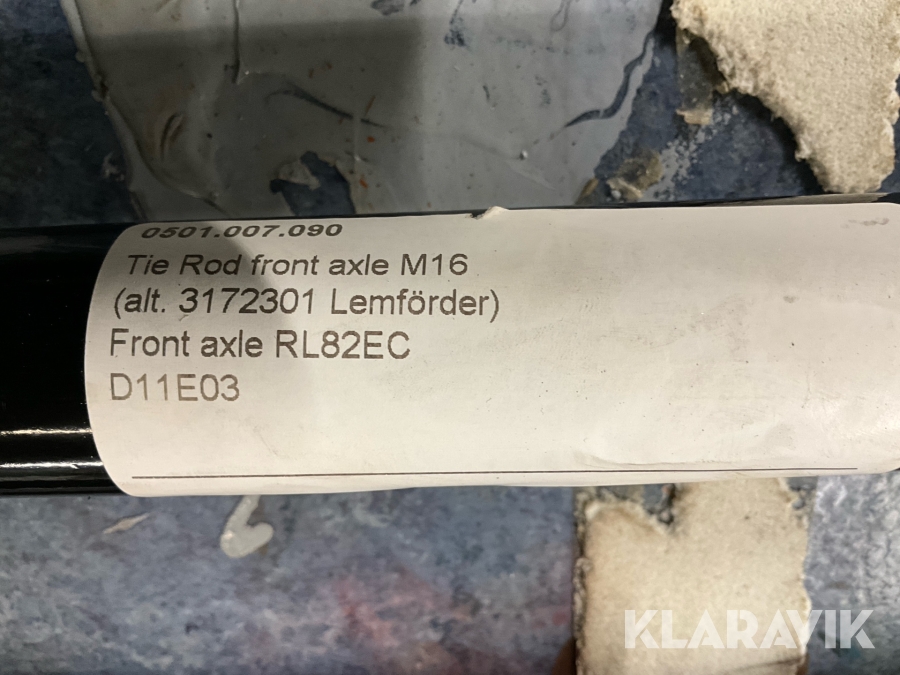 0501.007.090
Tie Rod front axle M16
(alt. 3172301 Lemförder)
Front axle RL82EC
D11E03
KLARAVIK